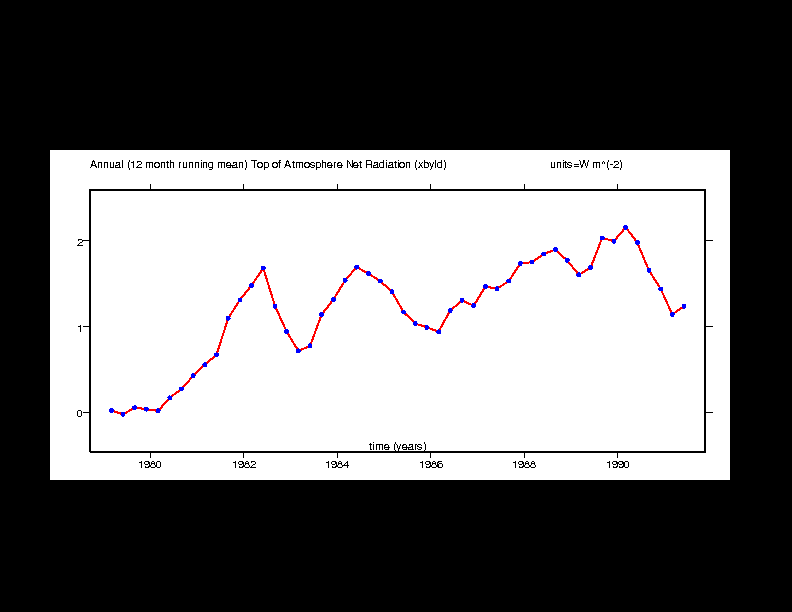 Annual (12 month running mean) Top of Atmosphere Net Radiation (xbyld) units=W m^(-2)
2
1
0
time (years)
1980 1982 1984 1986 1988 1990